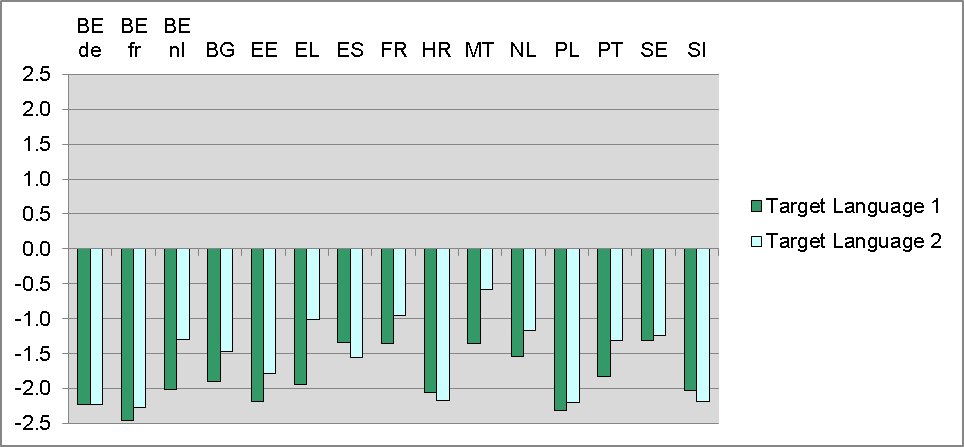 BE de
BE fr
BE nl
BG
EE
EL
ES
FR
HR
MT
NL
PL
PT
SE
SI
2.5
2.0
1.5
1.0
0.5
0.0
-0.5
-1.0
-1.5
-2.0
-2.5
Target Language 1
Target Language 2